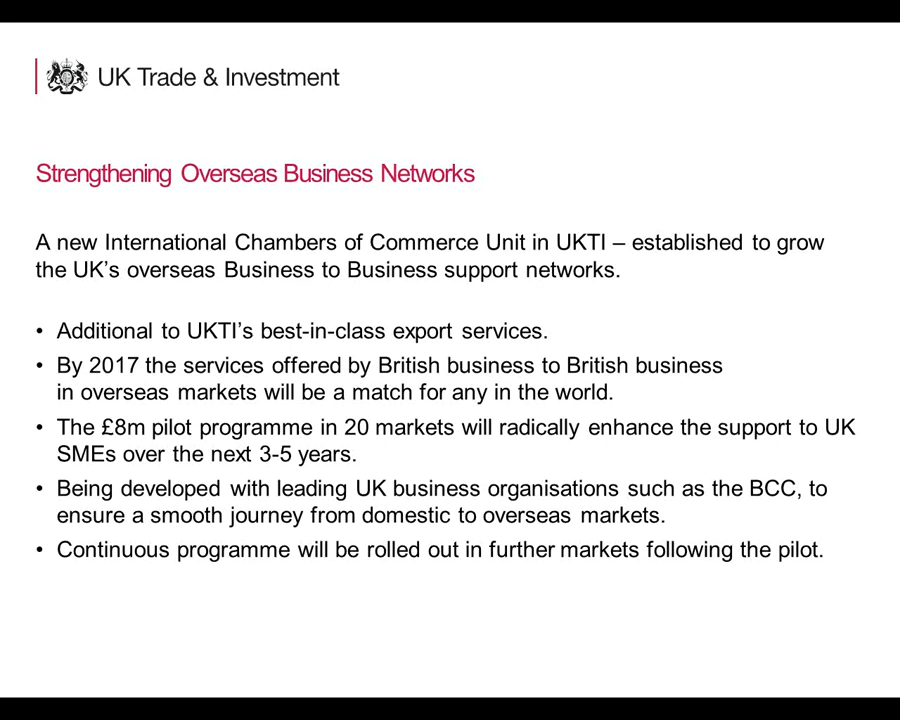 UK Trade & Investment
Strengthening Overseas Business Networks
A new International Chambers of Commerce Unit in UKTI – established to grow
the UK’s overseas Business to Business support networks.
• Additional to UKTI’s best-in-class export services.
• By 2017 the services offered by British business to British business
in overseas markets will be a match for any in the world.
• The £8m pilot programme in 20 markets will radically enhance the support to UK
SMEs over the next 3-5 years.
• Being developed with leading UK business organisations such as the BCC, to
ensure a smooth journey from domestic to overseas markets.
• Continuous programme will be rolled out in further markets following the pilot.